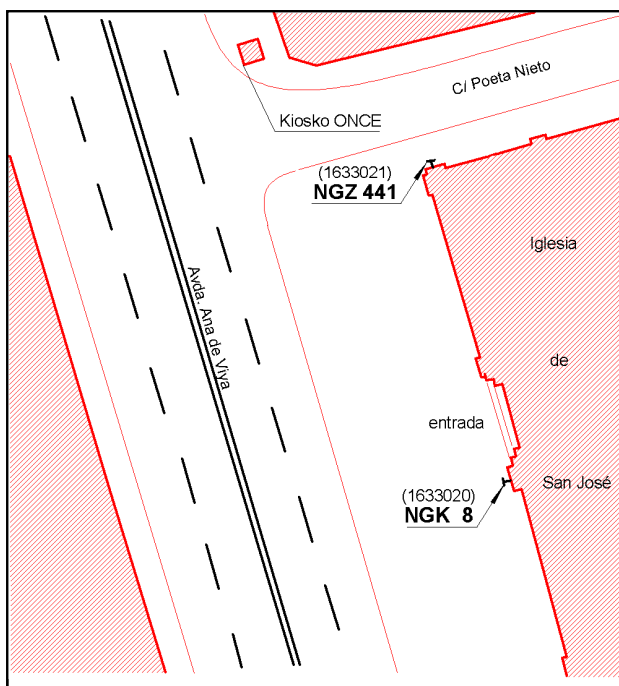 C/ Poeta Nieto
Kiosko ONCE
(1633021)
NGZ 441
Iglesia
de
San José
Avda. Ana de Viya
entrada
(1633020)
NGK 8